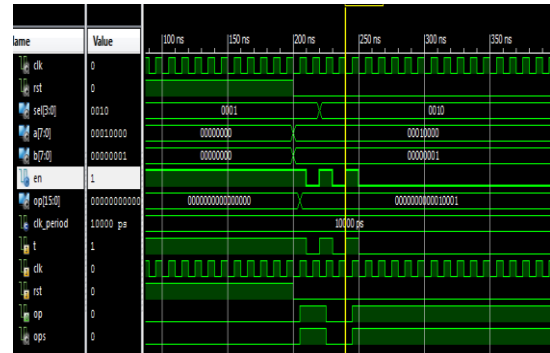 lame Value 100 ns 150 ns 200 ns 250 ns 300 ns 350 ns
clk 0
rst 0
sel[3:0] 0010 0001 0010
a[7:0] 00010000 00000000 00010000
b[7:0] 00000001 00000000 00000001
en 1
op[15:0] 00000000000 0000000000000000 0000000000010001
clk_period 10000 ps 10000 ps
t 1
clk 0
rst 0
op 0
ops 0